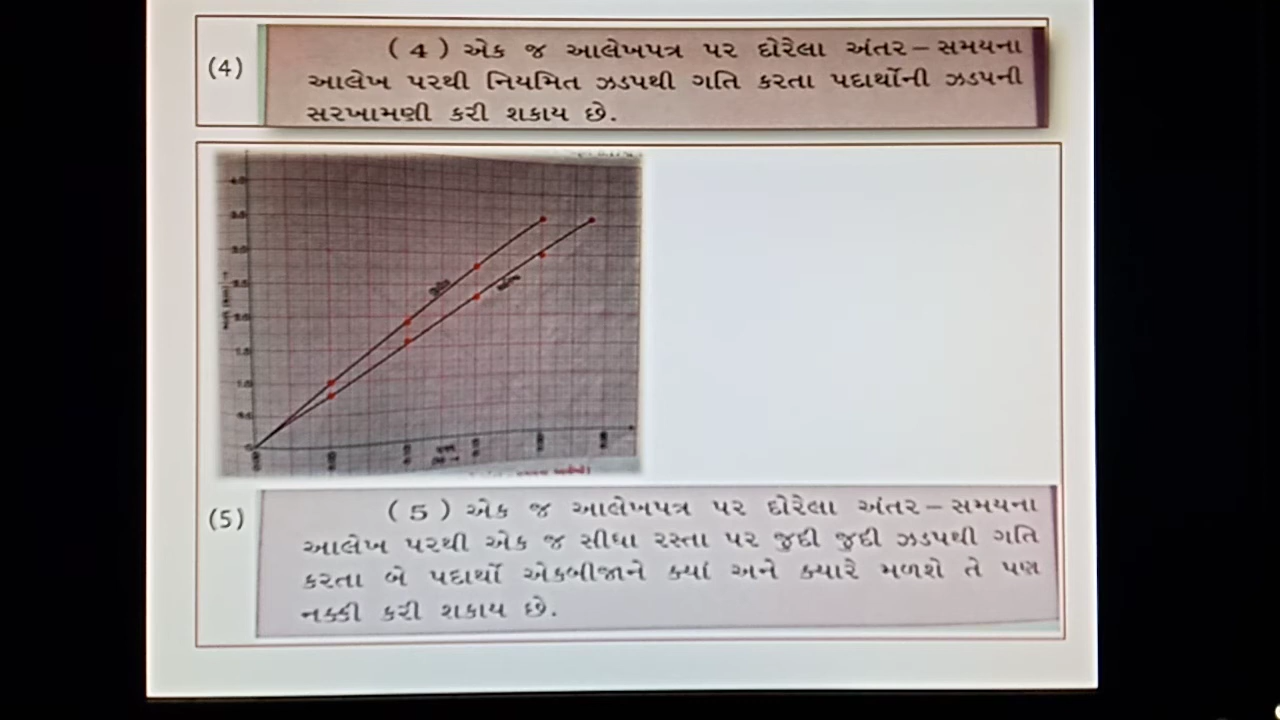 (4)
( 4 ) એક જ આલેખપત્ર પર દોરેલા અંતર – સમયના
આલેખ પરથી નિયમિત ઝડપથી ગતિ કરતા પદાર્થોની ઝડપની
સરખામણી કરી શકાય છે.
(5)
( 5 ) એક જ આલેખપત્ર પર દોરેલા અંતર – સમયના
આલેખ પરથી એક જ સીધા રસ્તા પર જુદી જુદી ઝડપથી ગતિ
કરતા બે પદાર્થો એકબીજાને ક્યાં અને ક્યારે મળશે તે પણ
નક્કી કરી શકાય છે.